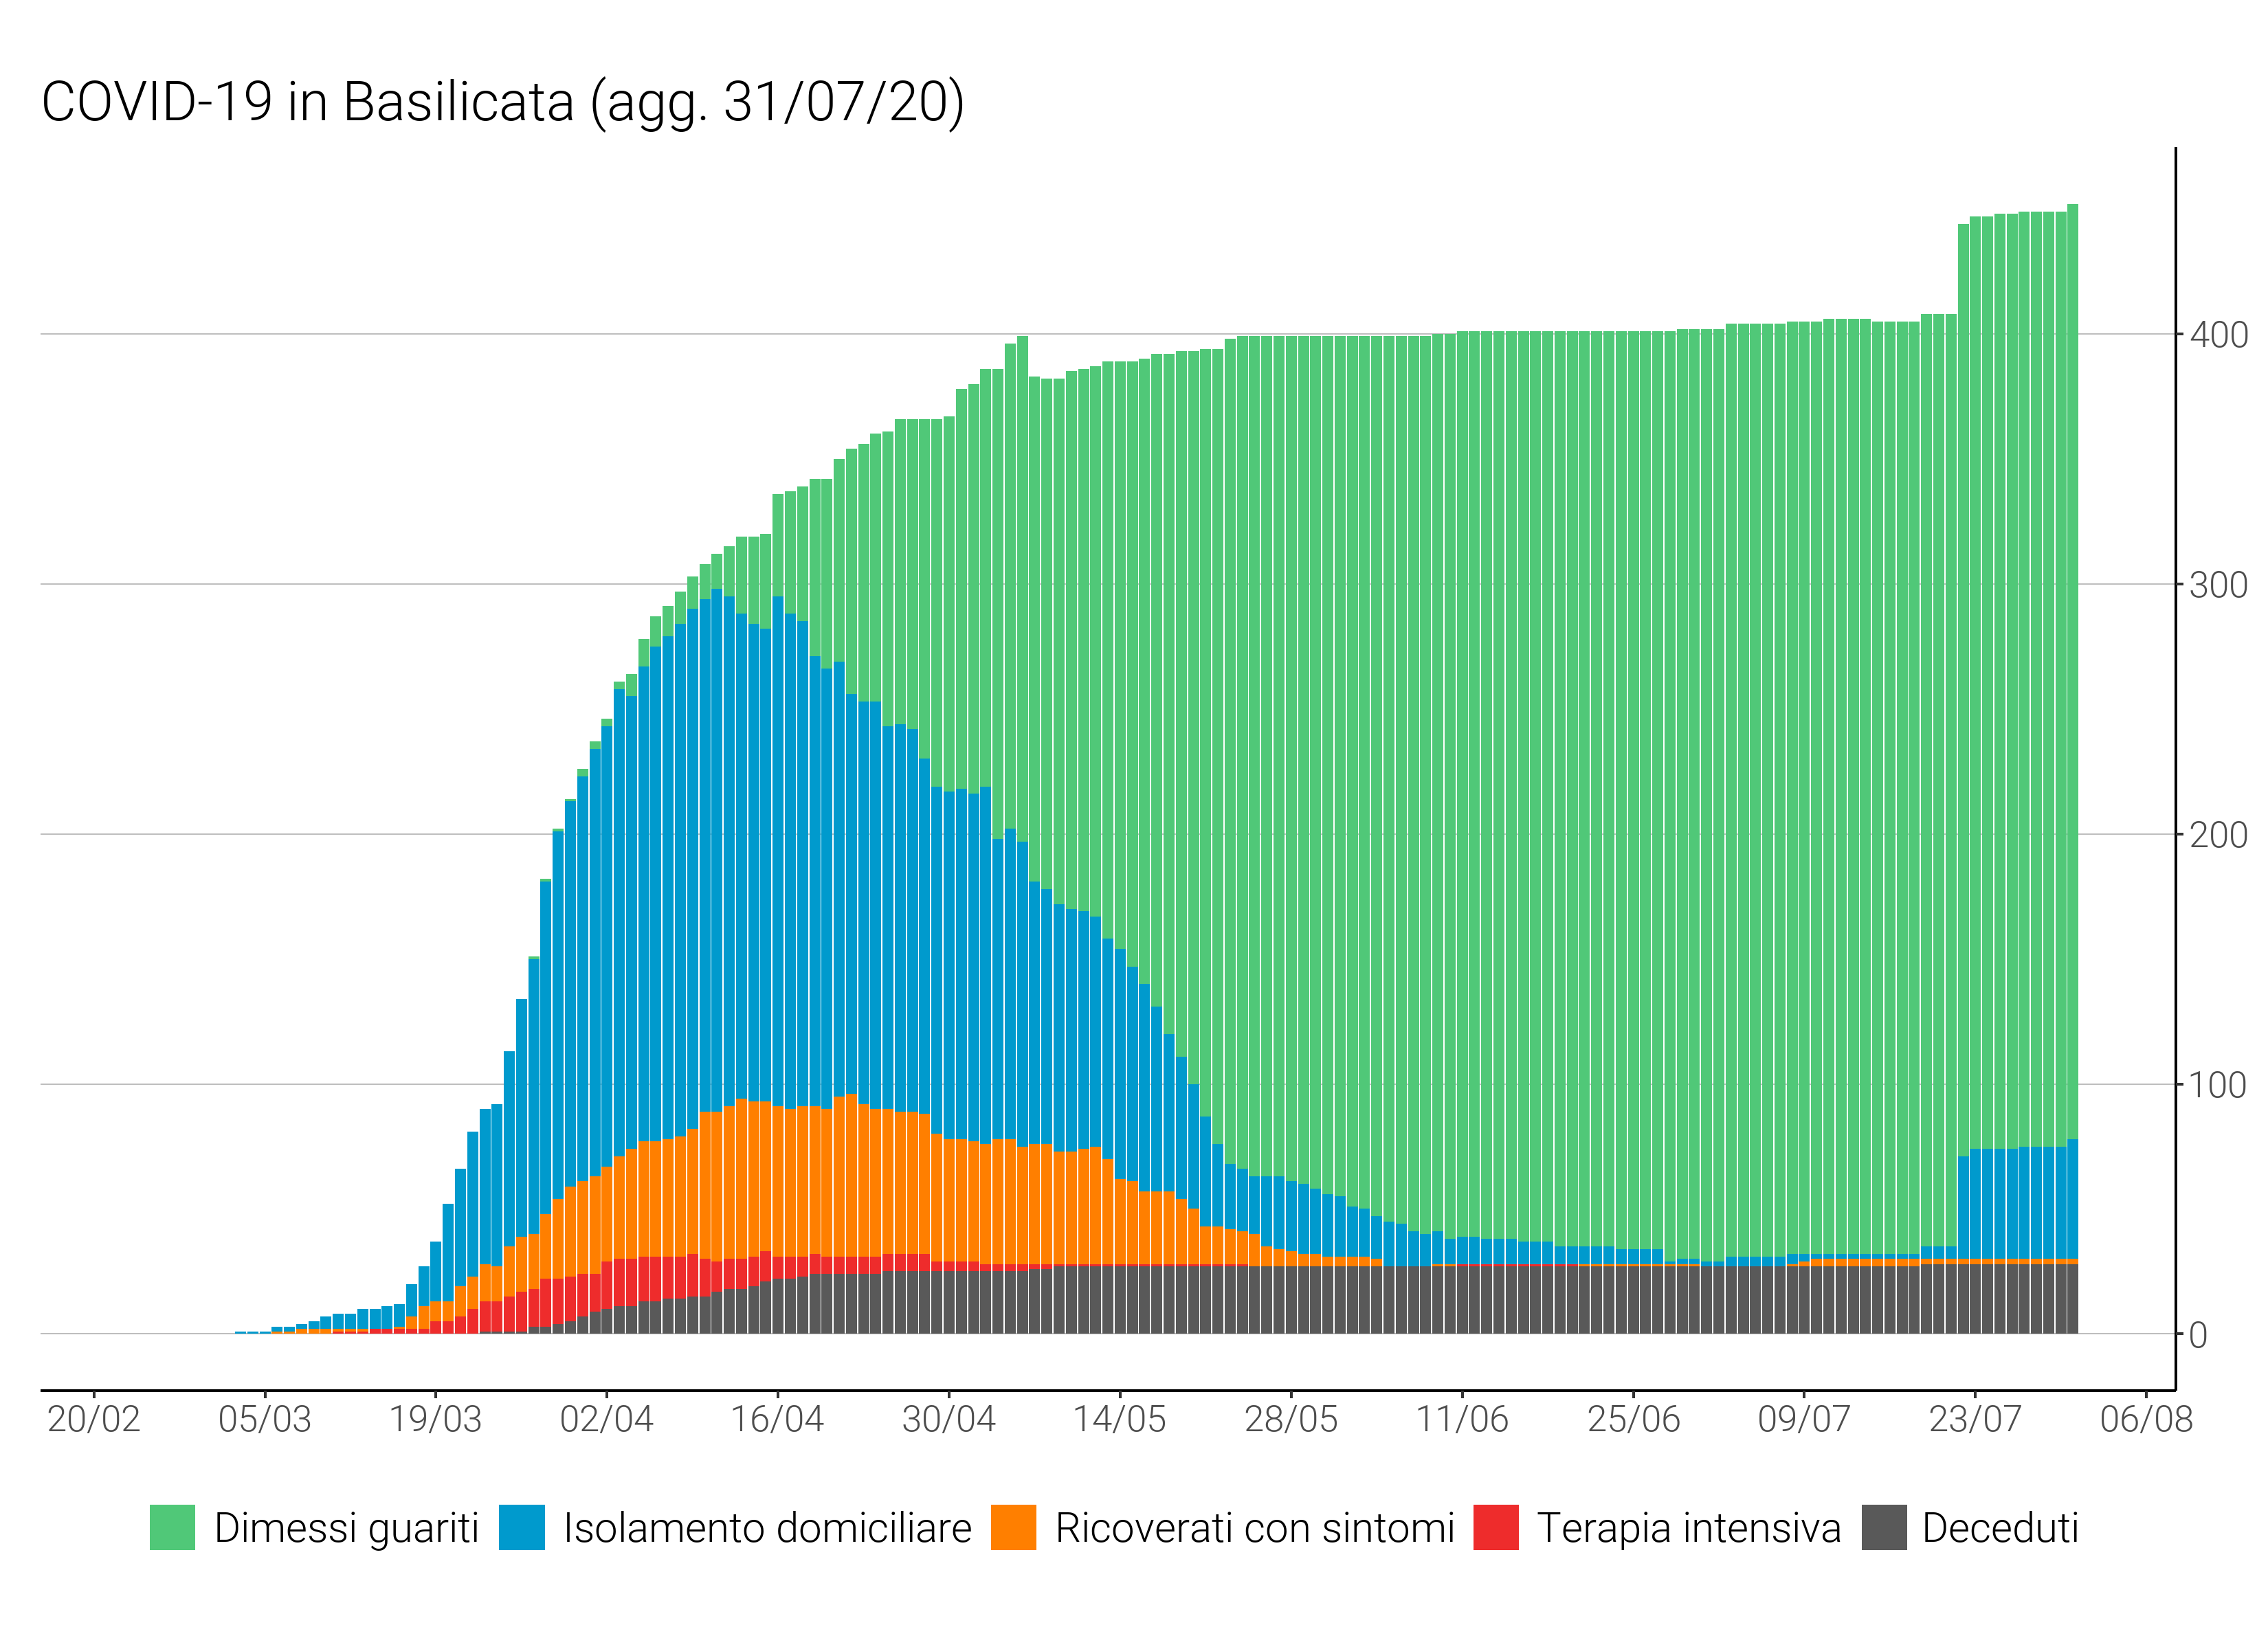 COVID-19 in Basilicata (agg. 31/07/20)
400
300
200
100
0
20/02 05/03 19/03 02/04 16/04 30/04 14/05 28/05 11/06 25/06 09/07 23/07 06/08
Dimessi guariti Isolamento domiciliare Ricoverati con sintomi Terapia intensiva Deceduti